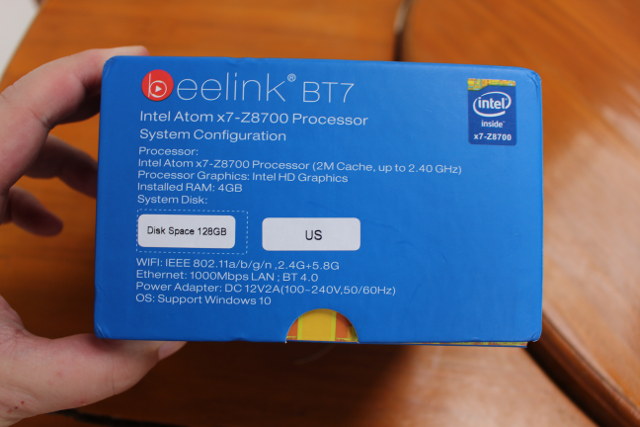 beelink® BT7
Intel Atom x7-Z8700 Processor
System Configuration
Processor:
Intel Atom x7-Z8700 Processor (2M Cache, up to 2.40 GHz)
Processor Graphics: Intel HD Graphics
Installed RAM: 4GB
System Disk:
Disk Space 128GB
US
WIFI: IEEE 802.11a/b/g/n ,2.4G+5.8G
Ethernet: 1000Mbps LAN ; BT 4.0
Power Adapter: DC 12V2A(100-240V,50/60Hz)
OS: Support Windows 10
intel
inside™
x7-Z8700